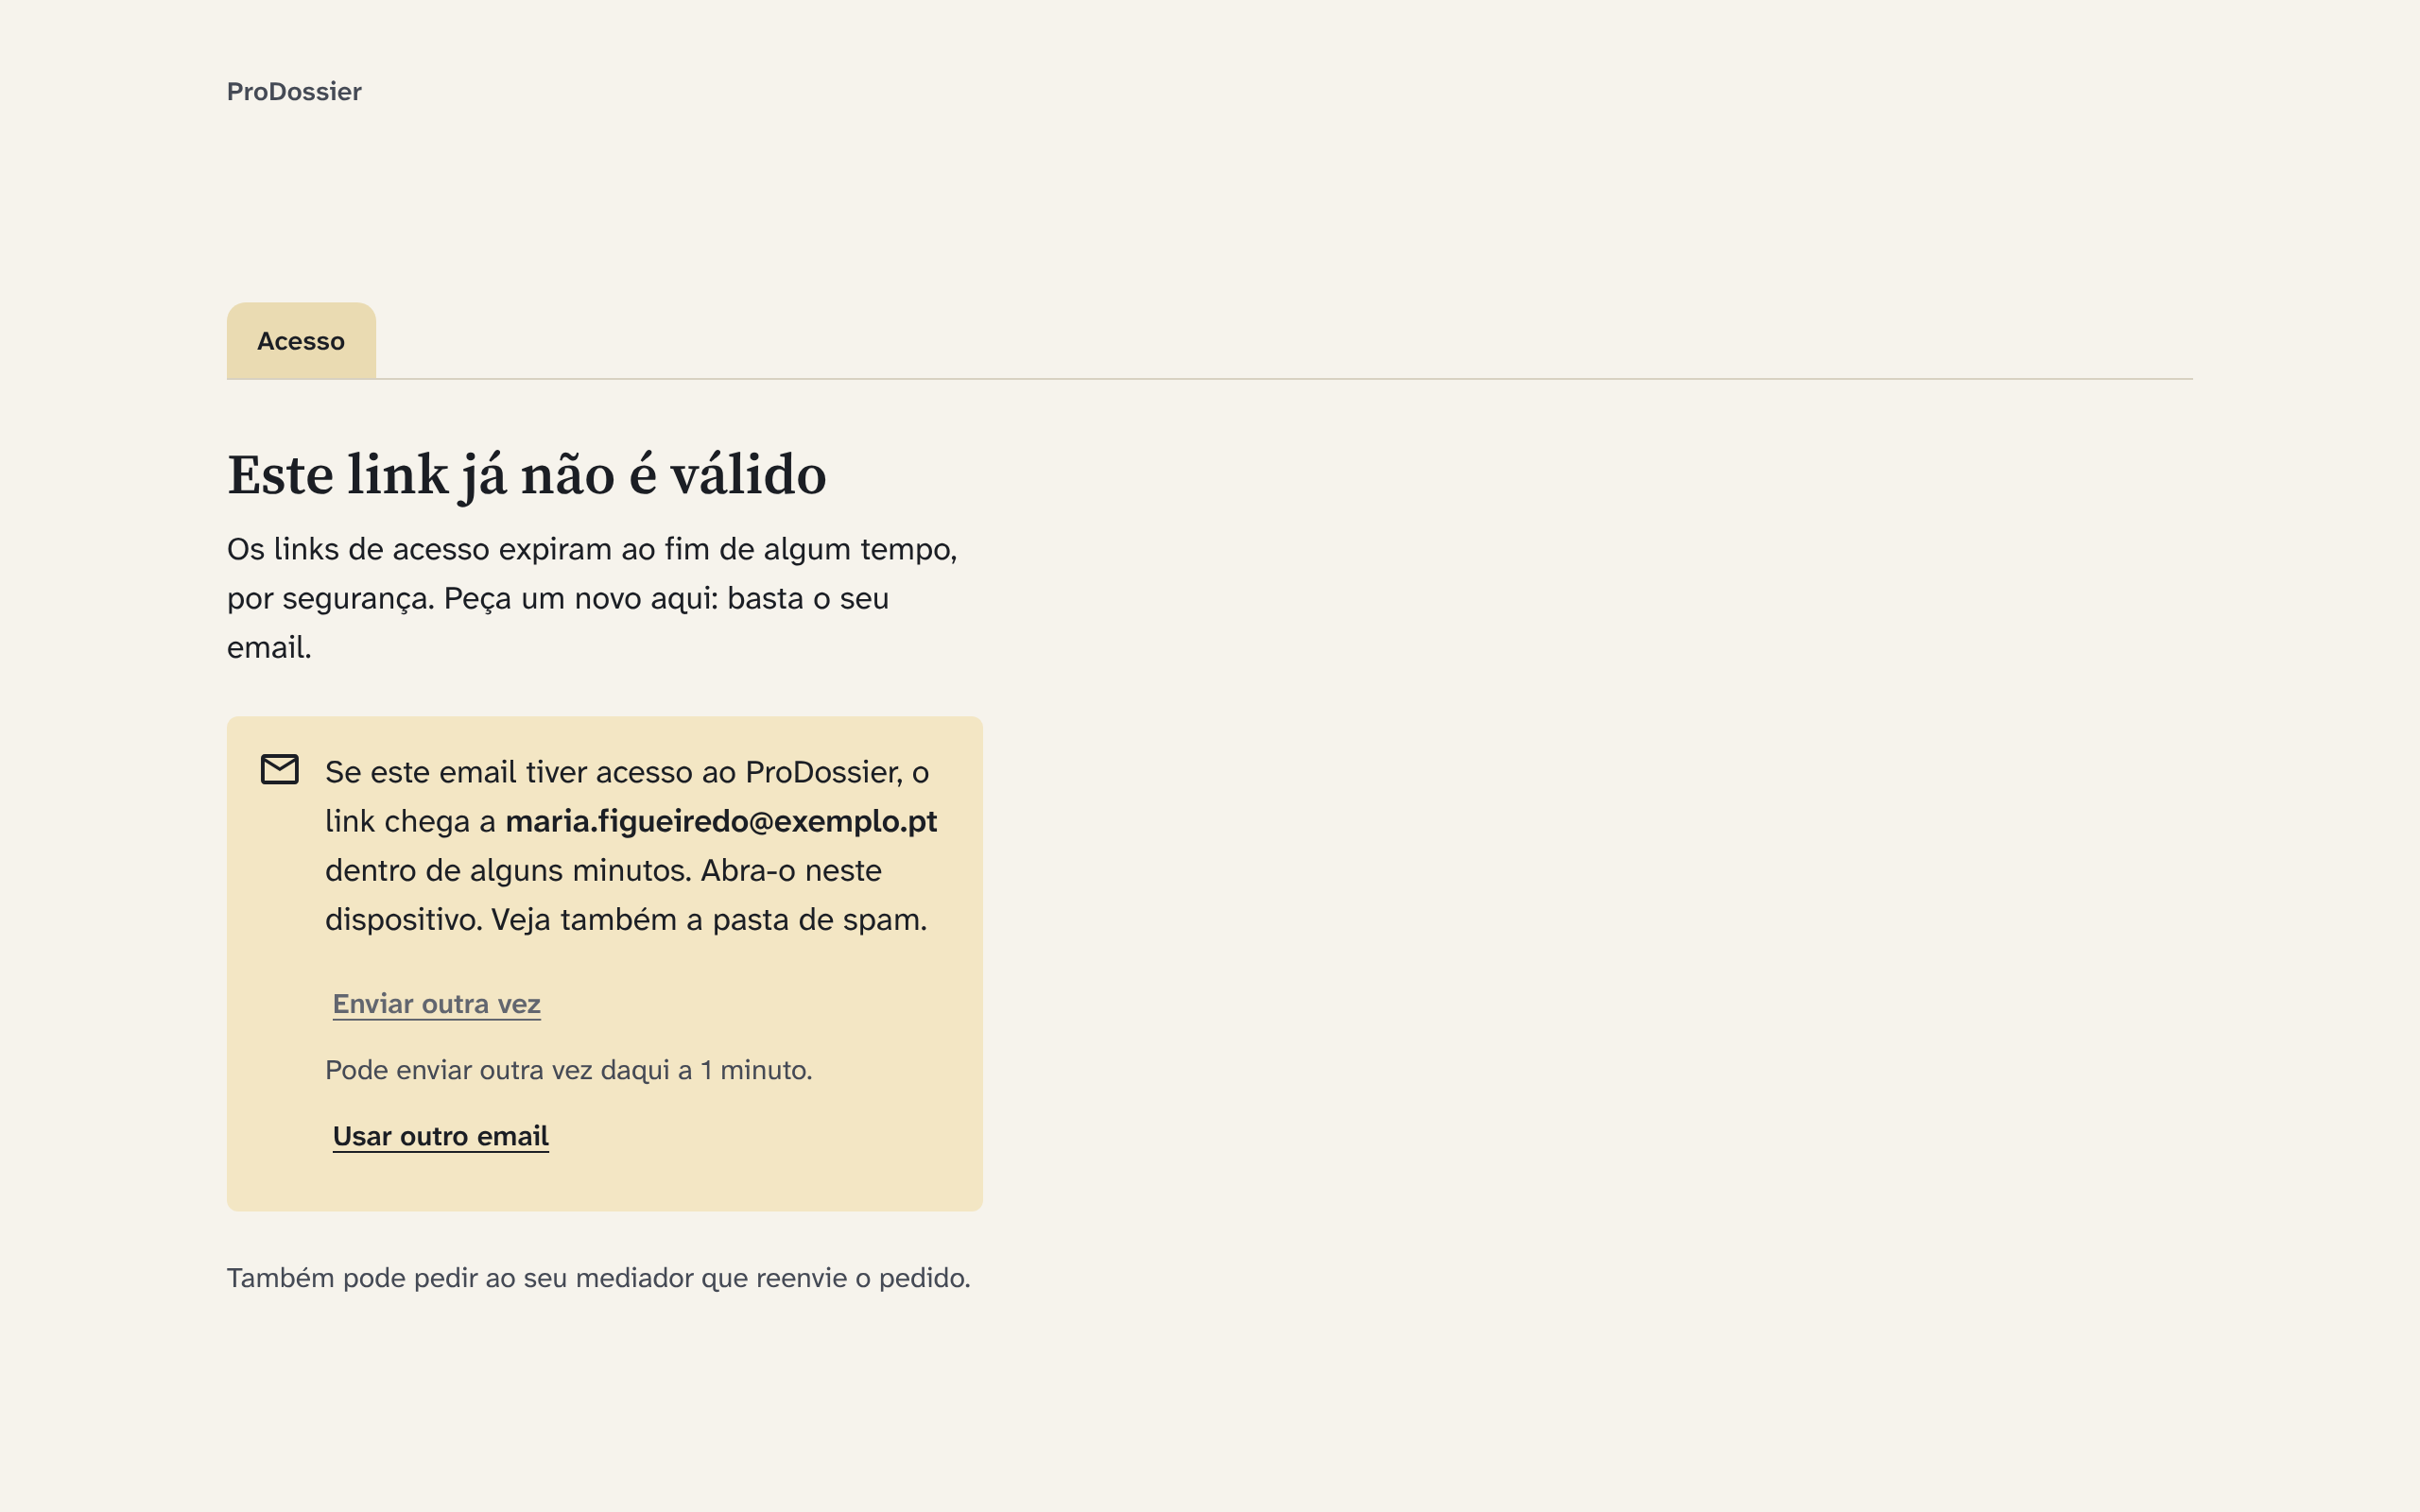 ProDossier
Acesso
Este link já não é válido
Os links de acesso expiram ao fim de algum tempo,
por segurança. Peça um novo aqui: basta o seu
email.
Se este email tiver acesso ao ProDossier, o
link chega a maria.figueiredo@exemplo.pt
dentro de alguns minutos. Abra-o neste
dispositivo. Veja também a pasta de spam.
Enviar outra vez
Pode enviar outra vez daqui a 1 minuto.
Usar outro email
Também pode pedir ao seu mediador que reenvie o pedido.